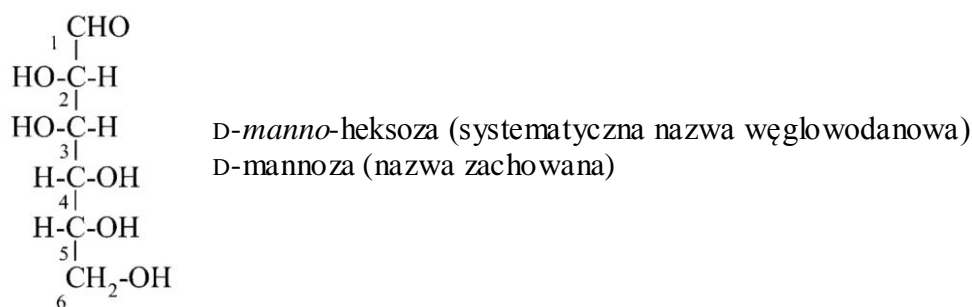 CHO
1
HO-C-H
2
HO-C-H
3
H-C-OH
4
H-C-OH
5
CH₂-OH
6
D-manno-heksoza (systematyczna nazwa węglowodanowa)
D-mannoza (nazwa zachowana)